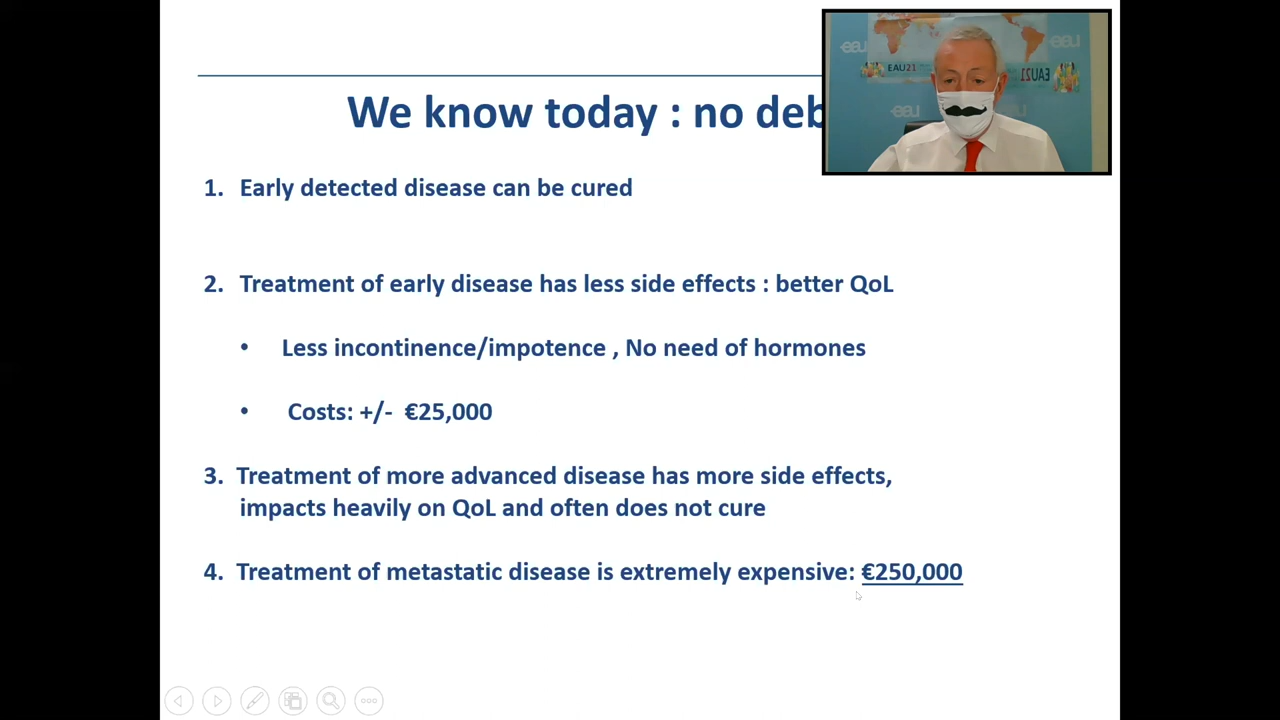 We know today : no deb
1. Early detected disease can be cured
2. Treatment of early disease has less side effects : better QoL
• Less incontinence/impotence , No need of hormones
• Costs: +/- €25,000
3. Treatment of more advanced disease has more side effects,
impacts heavily on QoL and often does not cure
4. Treatment of metastatic disease is extremely expensive: €250,000
EAU21